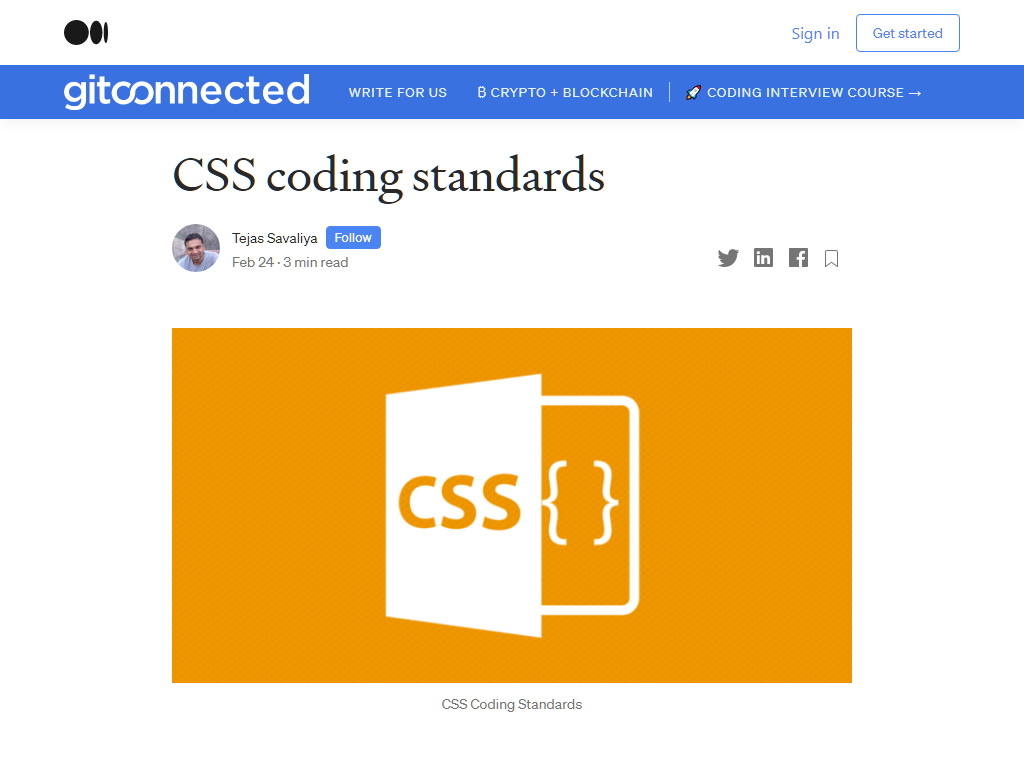 Sign in
Get started
gitconnected
WRITE FOR US
₿ CRYPTO + BLOCKCHAIN
🚀 CODING INTERVIEW COURSE →
CSS coding standards
Tejas Savaliya Follow
Feb 24 · 3 min read
CSS { }
CSS Coding Standards